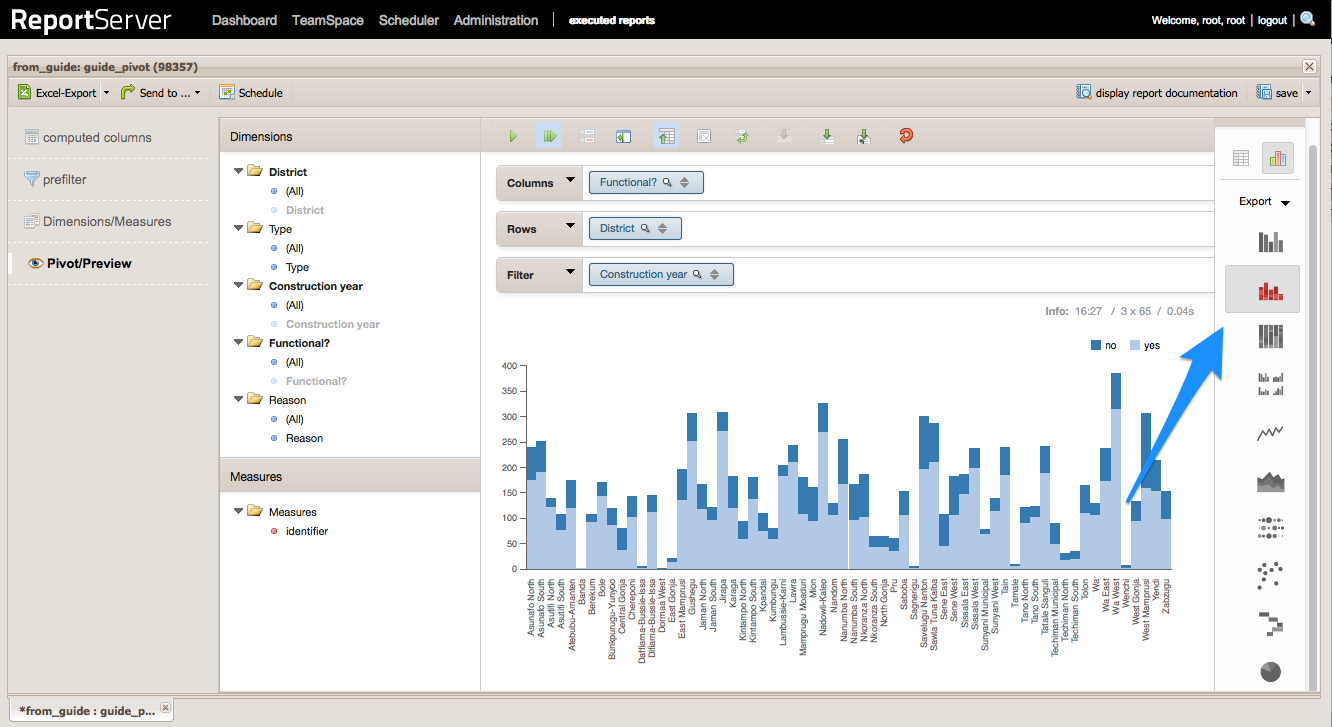 ReportServer Dashboard TeamSpace Scheduler Administration executed reports Welcome, root, root | logout |
from_guide: guide_pivot (98357)
Excel-Export Send to ... Schedule display report documentation save
computed columns
prefilter
Dimensions/Measures
Pivot/Preview
Dimensions
District
(All)
District
Type
(All)
Type
Construction year
(All)
Construction year
Functional?
(All)
Functional?
Reason
(All)
Reason
Measures
Measures
identifier
Columns Functional?
Rows District
Filter Construction year
Export
Info: 16:27 / 3 x 65 / 0.04s
no yes
400
350
300
250
200
150
100
50
0
Asunafo North
Asunafo South
Asutifi North
Asutifi South
Atebubu-Amanten
Banda
Berekum
Bole
Bunkpurugu-Yunyoo
Central Gonja
Chereponi
Daffiama-Bussie-Issa
Difiama-Bussie-Issa
Dormaa West
East Gonja
East Mamprusi
Gushegu
Jaman North
Jaman South
Jirapa
Karaga
Kintampo North
Kintampo South
Kpandai
Kumbungu
Lambussie-Karni
Lawra
Mamprugu Moaduri
Mion
Nadowli-Kaleo
Nandom
Nanumba North
Nanumba South
Nkoranza North
Nkoranza South
North Gonja
Pru
Saboba
Sagnerigu
Savelugu Nanton
Sawla Tuna Kalba
Sene East
Sene West
Sissala East
Sissala West
Sunyani Municipal
Sunyani West
Tain
Tamale
Tano North
Tano South
Tatale Sanguli
Techiman Municipal
Techiman North
Techiman South
Tolon
Wa
Wa East
Wa West
Wenchi
West Gonja
West Mamprusi
Yendi
Zabzugu
*from_guide : guide_p...